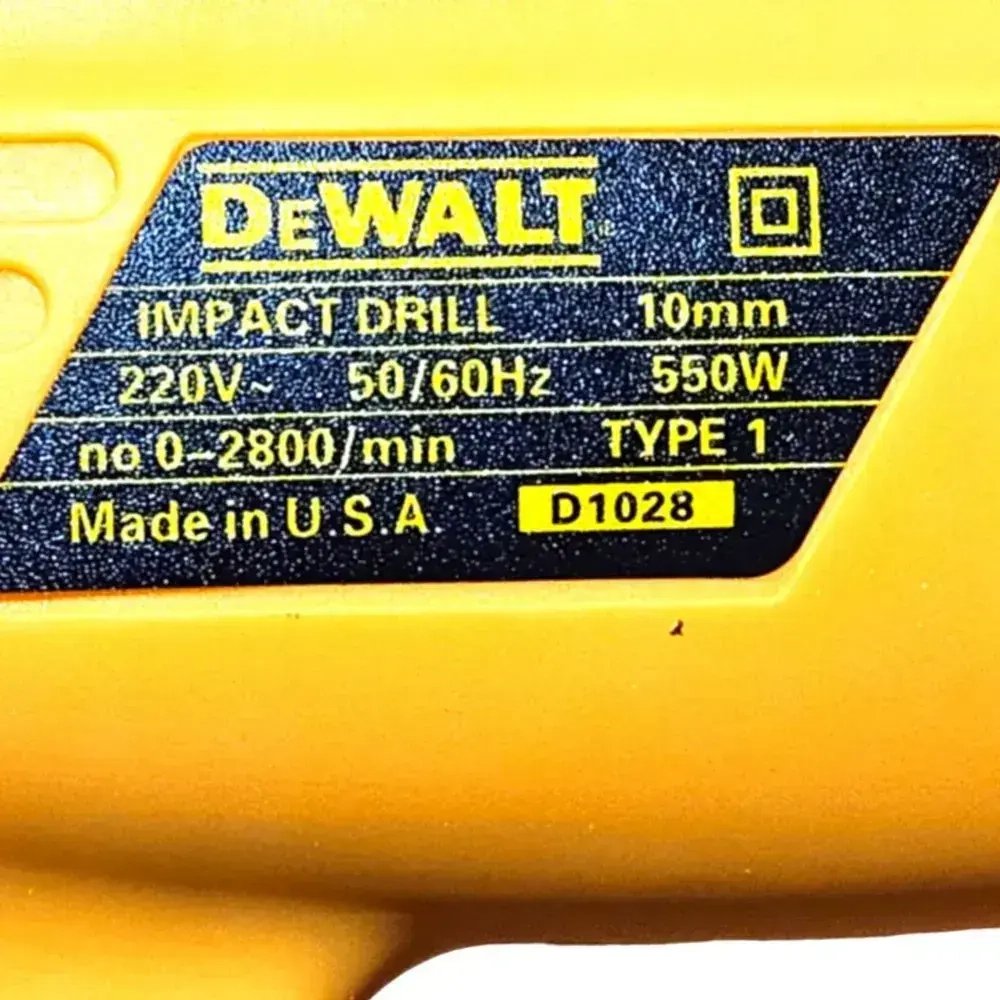 DEWALT
IMPACT DRILL 10mm
220V~ 50/60Hz 550W
no 0-2800/min TYPE 1
Made in U.S.A. D1028